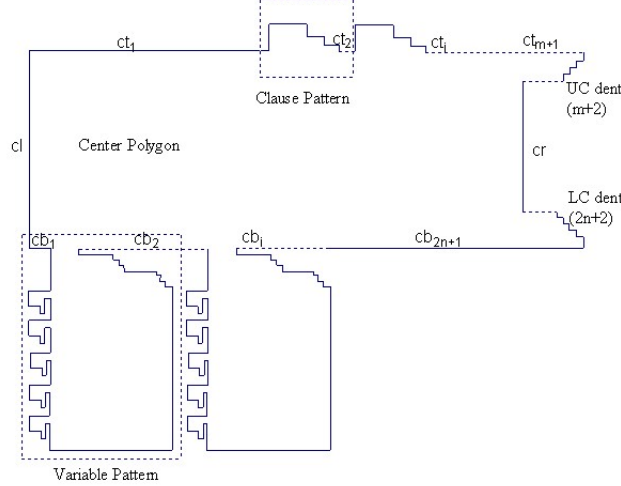 ct1
ct2
cti
ctm+1
Clause Pattern
UC dent
(m+2)
cl
Center Polygon
cr
LC dent
(2n+2)
cb1
cb2
cbi
cb2n+1
Variable Pattern